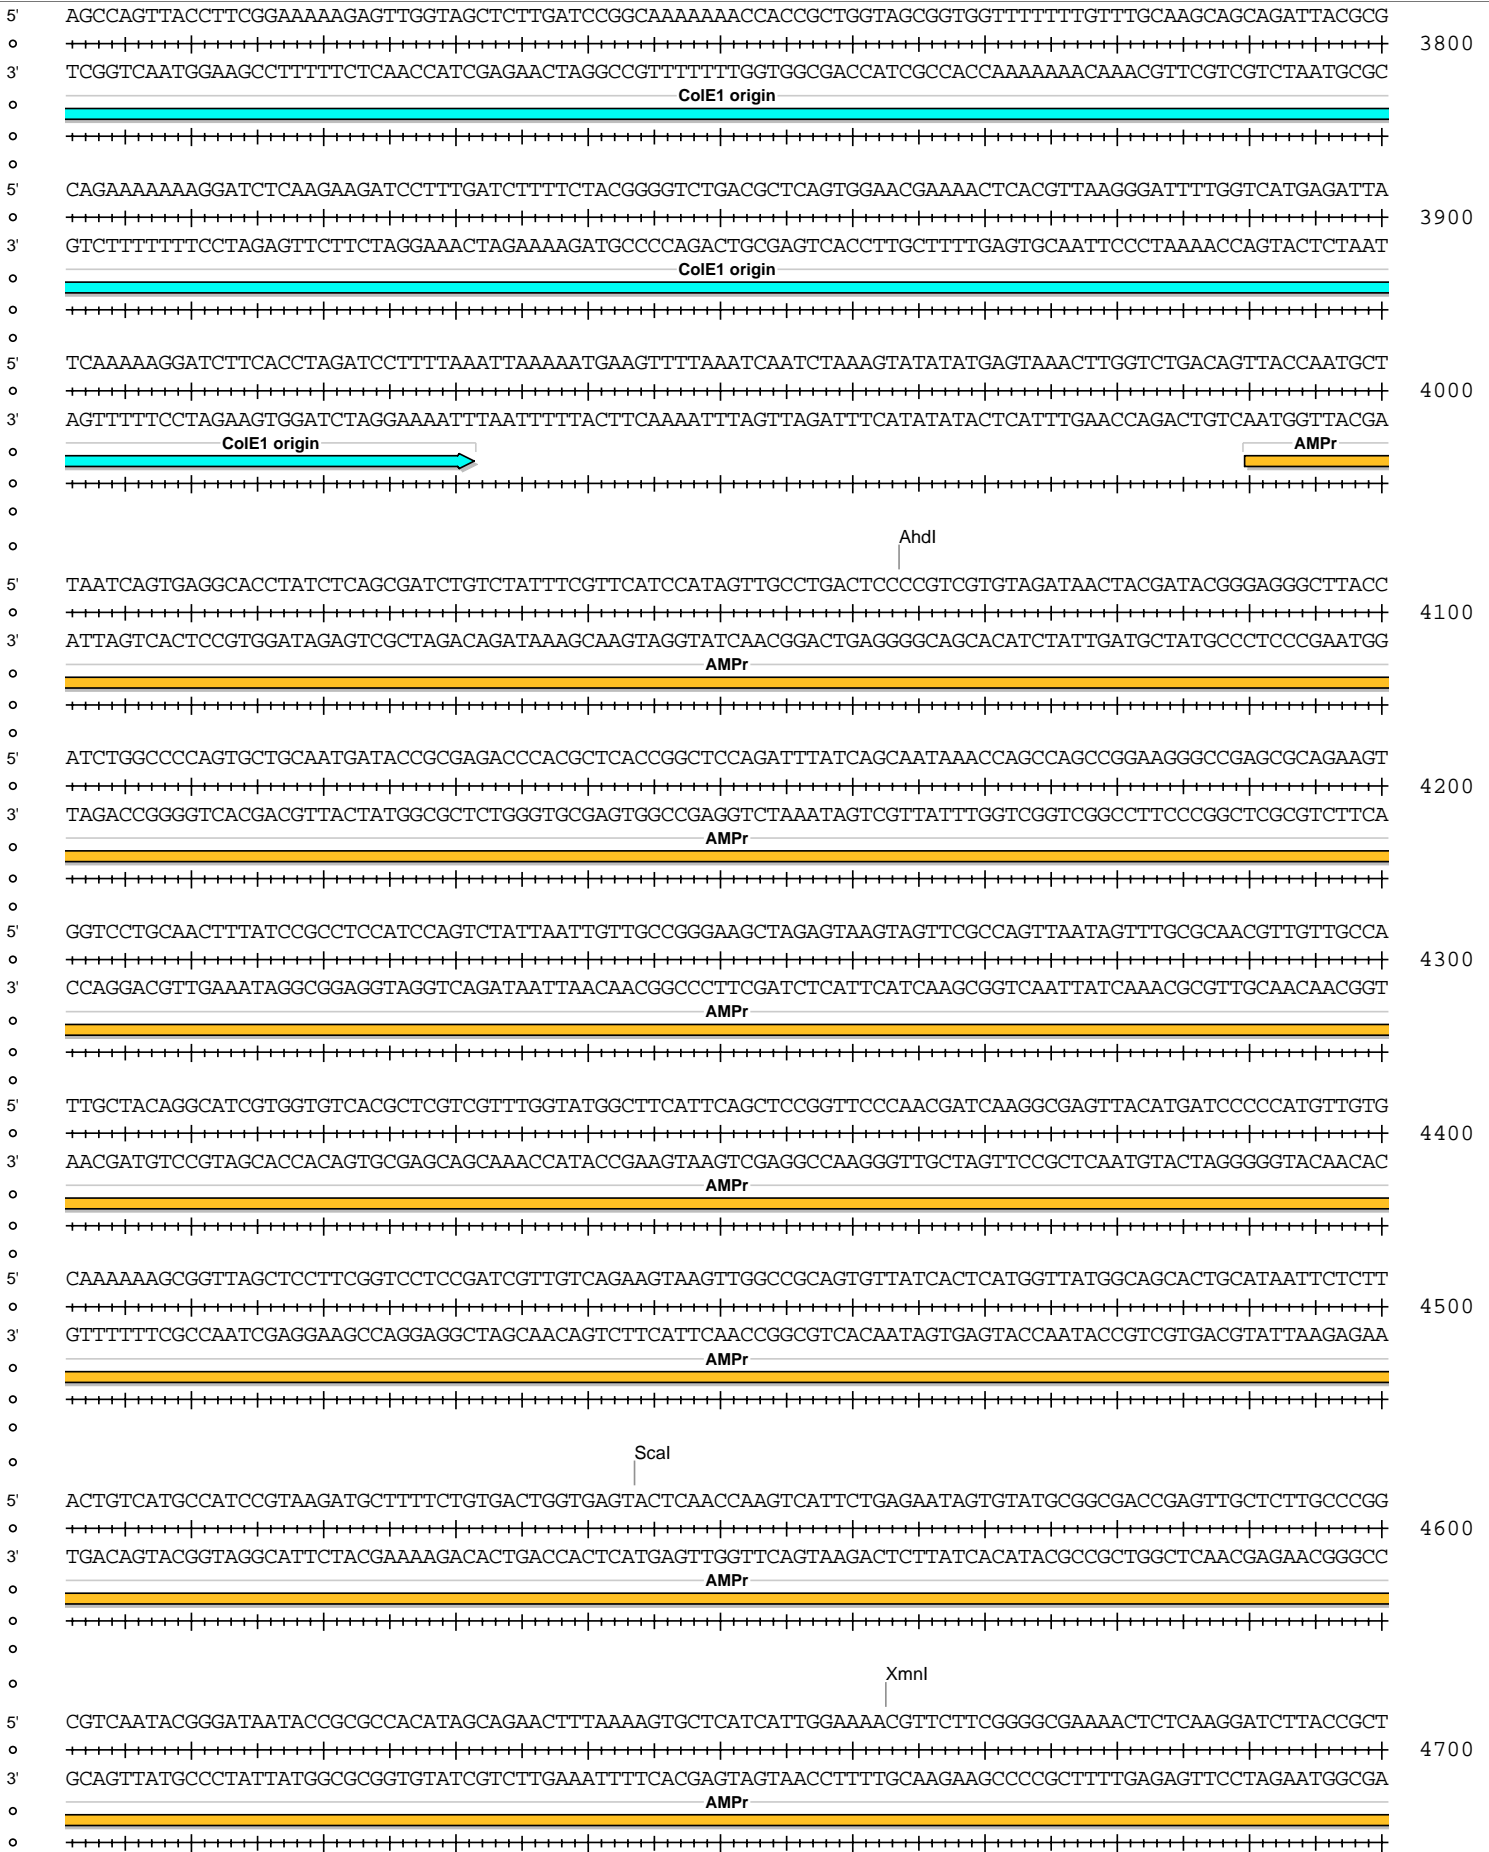 5' AGCCAGTTACCTTCGGAAAAAGAGTTGGTAGCTCTTGATCCGGCAAAAAAACCACCGCTGGTAGCGGTGGTTTTTTTGTTTGCAAGCAGCAGATTACGCG
3800
3' TCGGTCAATGGAAGCCTTTTTCTCAACCATCGAGAACTAGGCCGTTTTTTTGGTGGCGACCATCGCCACCAAAAAAACAAACGTTCGTCGTCTAATGCGC
ColE1 origin
5' CAGAAAAAAAGGATCTCAAGAAGATCCTTTGATCTTTTCTACGGGGTCTGACGCTCAGTGGAACGAAAACTCACGTTAAGGGATTTTGGTCATGAGATTA
3900
3' GTCTTTTTTTCCTAGAGTTCTTCTAGGAAACTAGAAAAGATGCCCCAGACTGCGAGTCACCTTGCTTTTGAGTGCAATTCCCTAAAACCAGTACTCTAAT
ColE1 origin
5' TCAAAAAGGATCTTCACCTAGATCCTTTTAAATTAAAAATGAAGTTTTAAATCAATCTAAAGTATATATGAGTAAACTTGGTCTGACAGTTACCAATGCT
4000
3' AGTTTTTCCTAGAAGTGGATCTAGGAAAATTTAATTTTTACTTCAAAATTTAGTTAGATTTCATATATACTCATTTGAACCAGACTGTCAATGGTTACGA
ColE1 origin AMPr
AhdI
5' TAATCAGTGAGGCACCTATCTCAGCGATCTGTCTATTTCGTTCATCCATAGTTGCCTGACTCCCCGTCGTGTAGATAACTACGATACGGGAGGGCTTACC
4100
3' ATTAGTCACTCCGTGGATAGAGTCGCTAGACAGATAAAGCAAGTAGGTATCAACGGACTGAGGGGCAGCACATCTATTGATGCTATGCCCTCCCGAATGG
AMPr
5' ATCTGGCCCCAGTGCTGCAATGATACCGCGAGACCCACGCTCACCGGCTCCAGATTTATCAGCAATAAACCAGCCAGCCGGAAGGGCCGAGCGCAGAAGT
4200
3' TAGACCGGGGTCACGACGTTACTATGGCGCTCTGGGTGCGAGTGGCCGAGGTCTAAATAGTCGTTATTTGGTCGGTCGGCCTTCCCGGCTCGCGTCTTCA
AMPr
5' GGTCCTGCAACTTTATCCGCCTCCATCCAGTCTATTAATTGTTGCCGGGAAGCTAGAGTAAGTAGTTCGCCAGTTAATAGTTTGCGCAACGTTGTTGCCA
4300
3' CCAGGACGTTGAAATAGGCGGAGGTAGGTCAGATAATTAACAACGGCCCTTCGATCTCATTCATCAAGCGGTCAATTATCAAACGCGTTGCAACAACGGT
AMPr
5' TTGCTACAGGCATCGTGGTGTCACGCTCGTCGTTTGGTATGGCTTCATTCAGCTCCGGTTCCCAACGATCAAGGCGAGTTACATGATCCCCCATGTTGTG
4400
3' AACGATGTCCGTAGCACCACAGTGCGAGCAGCAAACCATACCGAAGTAAGTCGAGGCCAAGGGTTGCTAGTTCCGCTCAATGTACTAGGGGGTACAACAC
AMPr
5' CAAAAAAGCGGTTAGCTCCTTCGGTCCTCCGATCGTTGTCAGAAGTAAGTTGGCCGCAGTGTTATCACTCATGGTTATGGCAGCACTGCATAATTCTCTT
4500
3' GTTTTTTCGCCAATCGAGGAAGCCAGGAGGCTAGCAACAGTCTTCATTCAACCGGCGTCACAATAGTGAGTACCAATACCGTCGTGACGTATTAAGAGAA
AMPr
ScaI
5' ACTGTCATGCCATCCGTAAGATGCTTTTCTGTGACTGGTGAGTACTCAACCAAGTCATTCTGAGAATAGTGTATGCGGCGACCGAGTTGCTCTTGCCCGG
4600
3' TGACAGTACGGTAGGCATTCTACGAAAAGACACTGACCACTCATGAGTTGGTTCAGTAAGACTCTTATCACATACGCCGCTGGCTCAACGAGAACGGGCC
AMPr
XmnI
5' CGTCAATACGGGATAATACCGCGCCACATAGCAGAACTTTAAAAGTGCTCATCATTGGAAAACGTTCTTCGGGGCGAAAACTCTCAAGGATCTTACCGCT
4700
3' GCAGTTATGCCCTATTATGGCGCGGTGTATCGTCTTGAAATTTTCACGAGTAGTAACCTTTTGCAAGAAGCCCCGCTTTTGAGAGTTCCTAGAATGGCGA
AMPr